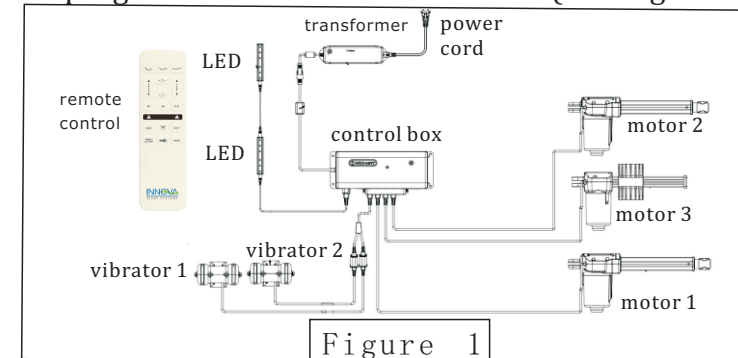 transformer power
cord
LED
remote
control
LED
control box
motor 2
motor 3
INNOVA
vibrator 2
vibrator 1
motor 1
Figure 1